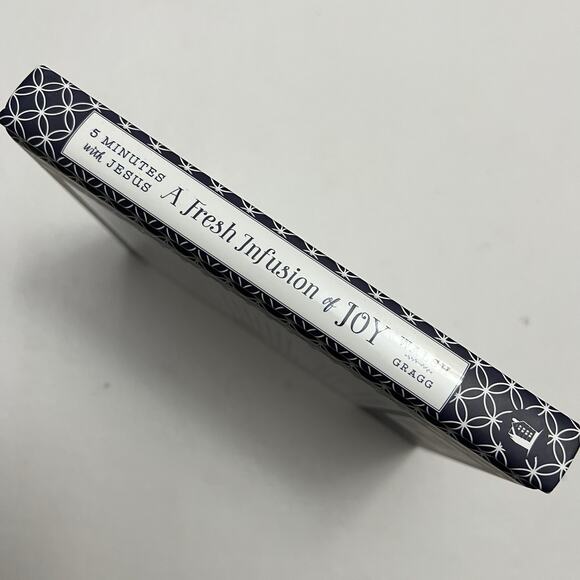 5 MINUTES
with JESUS
A Fresh Infusion of JOY
GRAGG